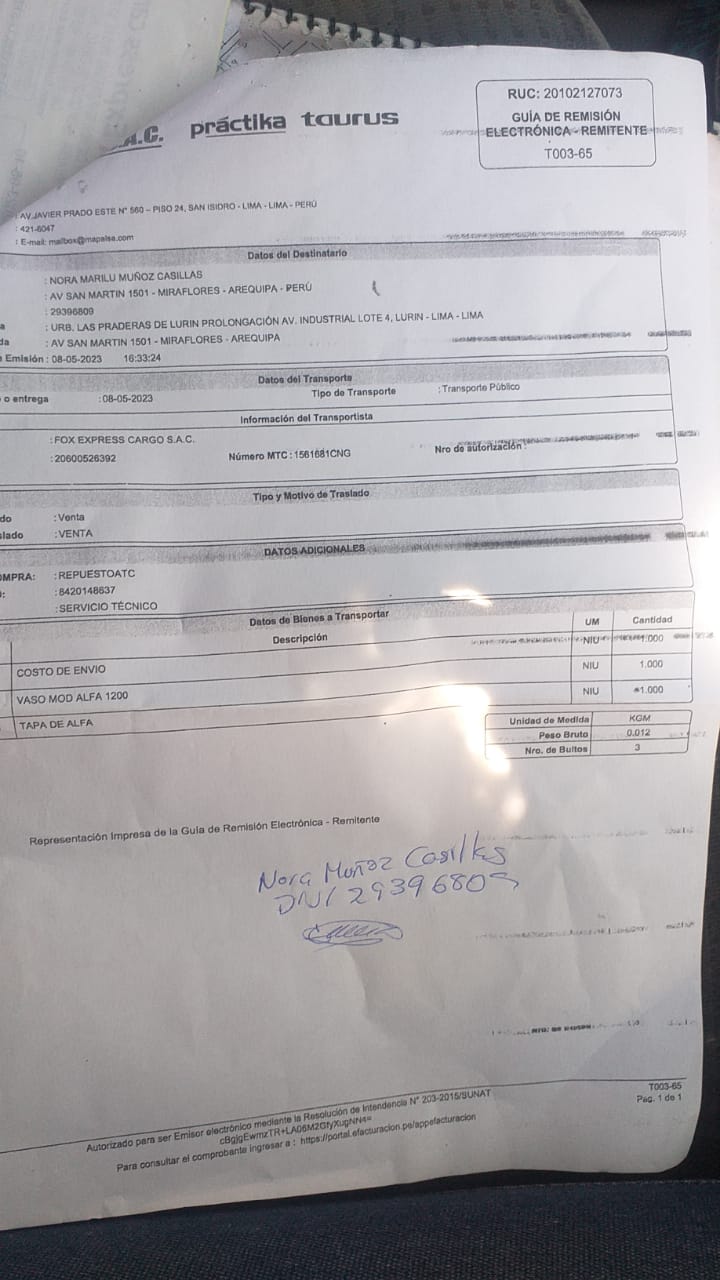 .A.C. práctika taurus
RUC: 20102127073
GUÍA DE REMISIÓN
ELECTRÓNICA - REMITENTE
T003-65
: AV.JAVIER PRADO ESTE N° 560 – PISO 24, SAN ISIDRO - LIMA - LIMA - PERÚ
: 421-6047
: E-mail: mailbox@mapalsa.com
Datos del Destinatario
: NORA MARILU MUÑOZ CASILLAS
: AV SAN MARTIN 1501 - MIRAFLORES - AREQUIPA - PERÚ
: 29396809
a : URB. LAS PRADERAS DE LURIN PROLONGACIÓN AV. INDUSTRIAL LOTE 4, LURIN - LIMA - LIMA
da : AV SAN MARTIN 1501 - MIRAFLORES - AREQUIPA
Emisión : 08-05-2023 16:33:24
Datos del Transporte
o entrega : 08-05-2023 Tipo de Transporte : Transporte Público
Información del Transportista
: FOX EXPRESS CARGO S.A.C.
: 20600526392 Número MTC : 1561681CNG Nro de autorización :
Tipo y Motivo de Traslado
do : Venta
slado : VENTA
DATOS ADICIONALES
OMPRA: : REPUESTOATC
: : 8420148637
: SERVICIO TÉCNICO
Datos de Bienes a Transportar
Descripción UM Cantidad
COSTO DE ENVIO NIU 1.000
VASO MOD ALFA 1200 NIU 1.000
TAPA DE ALFA NIU 1.000
Unidad de Medida KGM
Peso Bruto 0.012
Nro. de Bultos 3
Representación Impresa de la Guía de Remisión Electrónica - Remitente
Nora Muñoz Casillas
DNI 29396809
Autorizado para ser Emisor electrónico mediante la Resolución de Intendencia N° 203-2015/SUNAT
Para consultar el comprobante ingresar a : https://portal.efacturacion.pe/appefacturacion
T003-65
Pag. 1 de 1